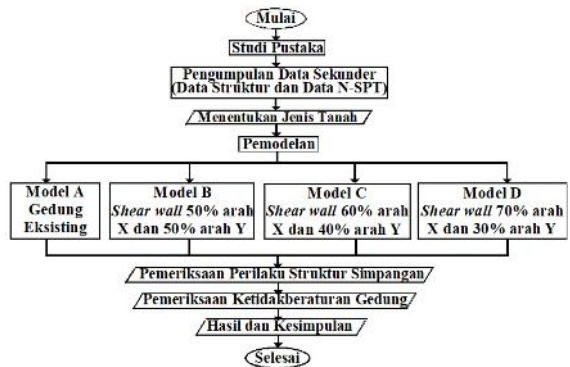 Mulai
Studi Pustaka
Pengumpulan Data Sekunder
(Data Struktur dan Data N-SPT)
Menentukan Jenis Tanah
Pemodelan
Model A
Gedung
Eksisting
Model B
Shear wall 50% arah
X dan 50% arah Y
Model C
Shear wall 60% arah
X dan 40% arah Y
Model D
Shear wall 70% arah
X dan 30% arah Y
Pemeriksaan Perilaku Struktur Simpangan
Pemeriksaan Ketidakberaturan Gedung
Hasil dan Kesimpulan
Selesai